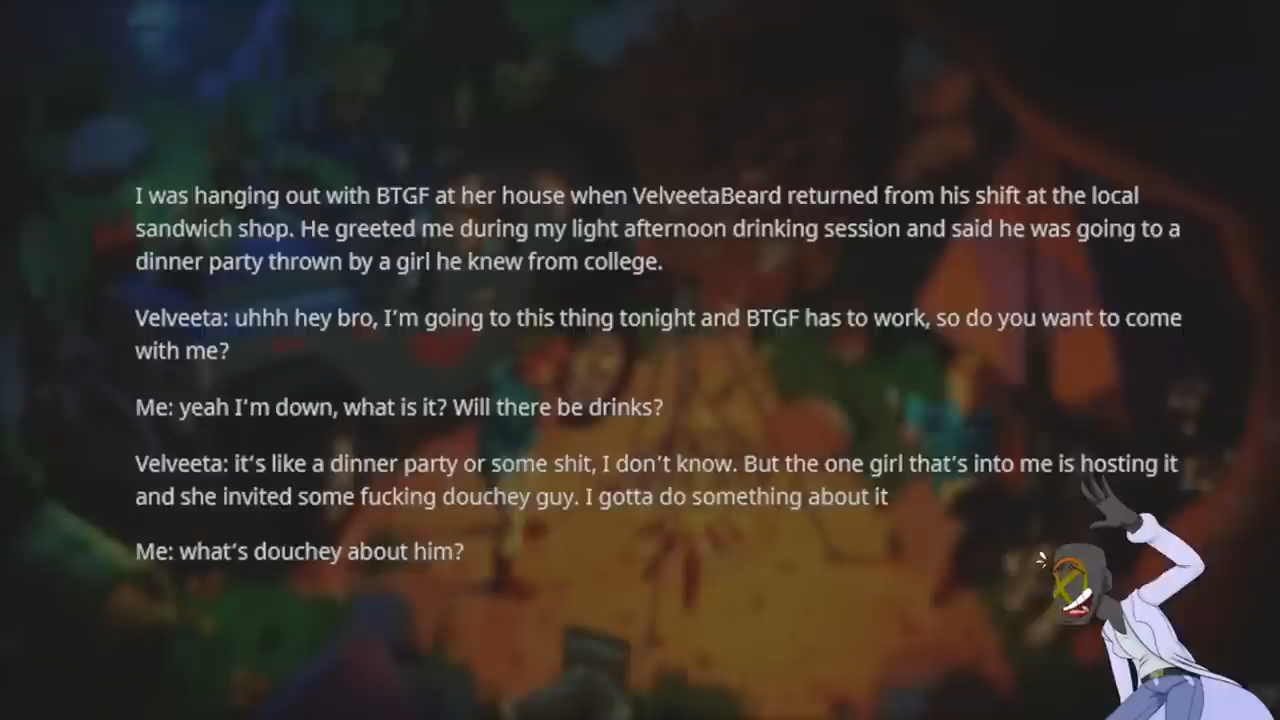 I was hanging out with BTGF at her house when VelveetaBeard returned from his shift at the local
sandwich shop. He greeted me during my light afternoon drinking session and said he was going to a
dinner party thrown by a girl he knew from college.
Velveeta: uhhh hey bro, I’m going to this thing tonight and BTGF has to work, so do you want to come
with me?
Me: yeah I’m down, what is it? Will there be drinks?
Velveeta: it’s like a dinner party or some shit, I don’t know. But the one girl that’s into me is hosting it
and she invited some fucking douchey guy. I gotta do something about it
Me: what’s douchey about him?